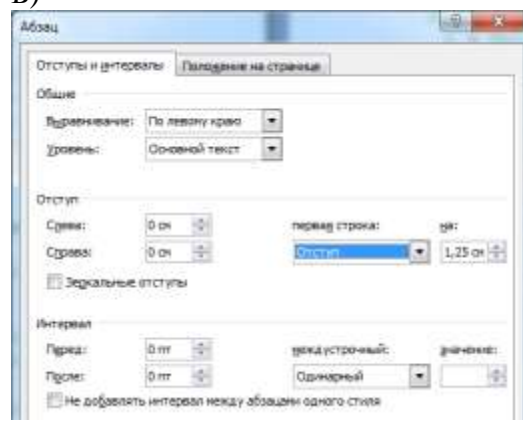 В)
Абзац
Отступы и интервалы Положение на странице
Общие
Выравнивание: По левому краю
Уровень: Основной текст
Отступ
Слева: 0 см первая строка: на:
Справа: 0 см Отступ 1,25 см
Зеркальные отступы
Интервал
Перед: 0 пт междустрочный: значение:
После: 0 пт Одинарный
Не добавлять интервал между абзацами одного стиля